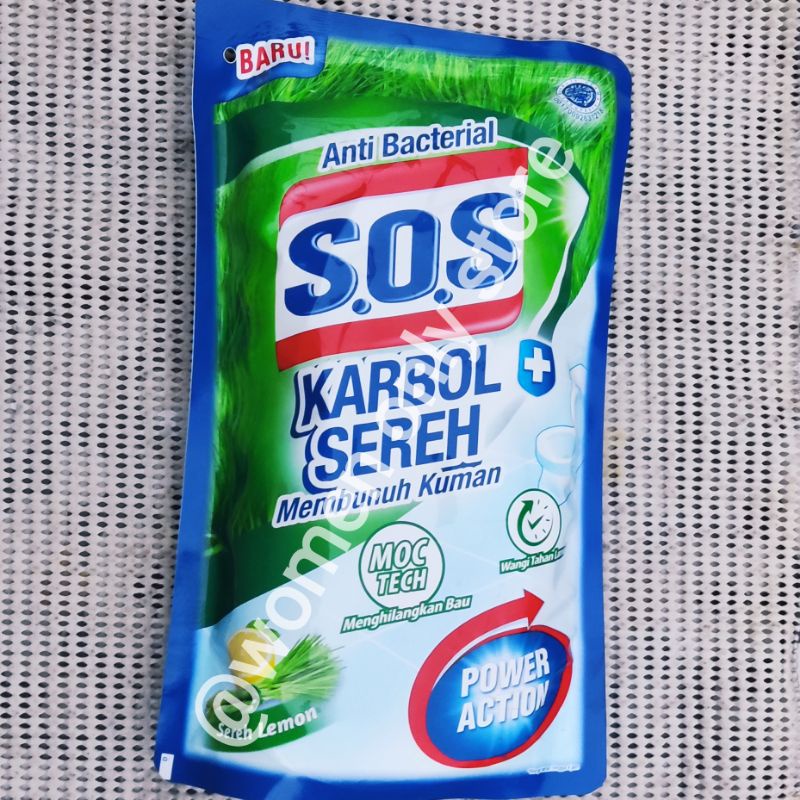 BARU!
Anti Bacterial
S.O.S
KARBOL
SEREH
Membunuh Kuman
MOC
TECH
Menghilangkan Bau
Wangi Tahan
POWER
ACTION
Sereh Lemon